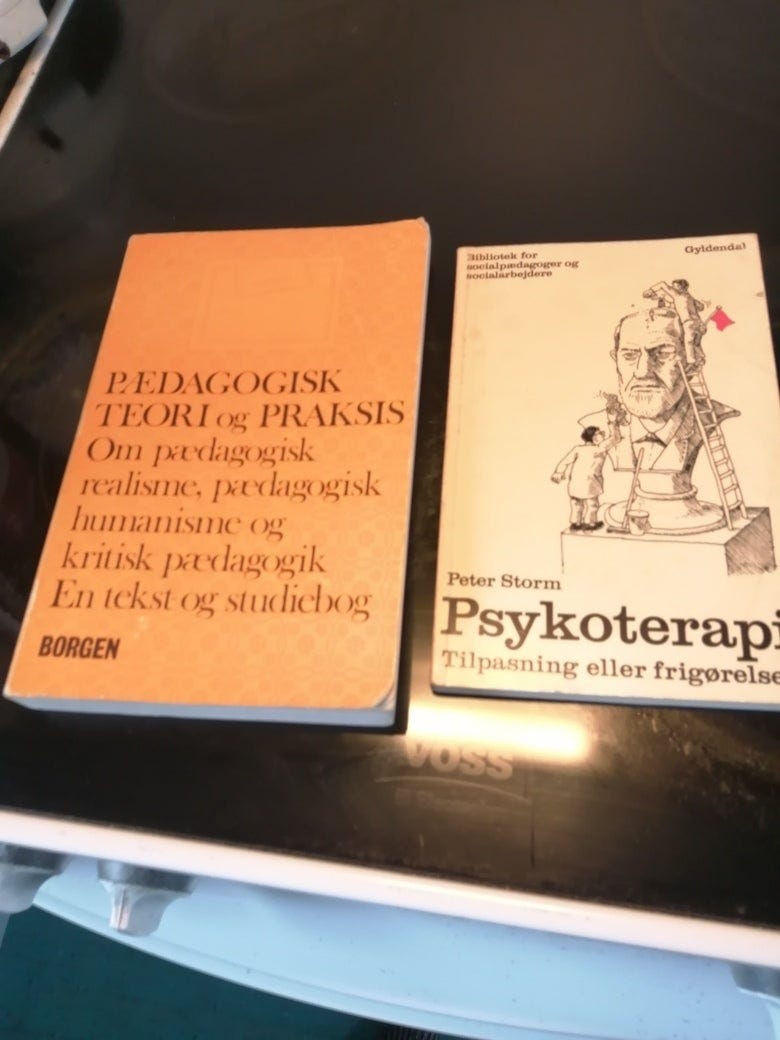 PÆDAGOGISK
TEORI og PRAKSIS
Om pædagogisk
realisme, pædagogisk
humanisme og
kritisk pædagogik
En tekst og studiebog
BORGEN
Bibliotek for
socialpædagoger og
socialarbejdere
Gyldendal
Peter Storm
Psykoterapi
Tilpasning eller frigørelse
VOSS